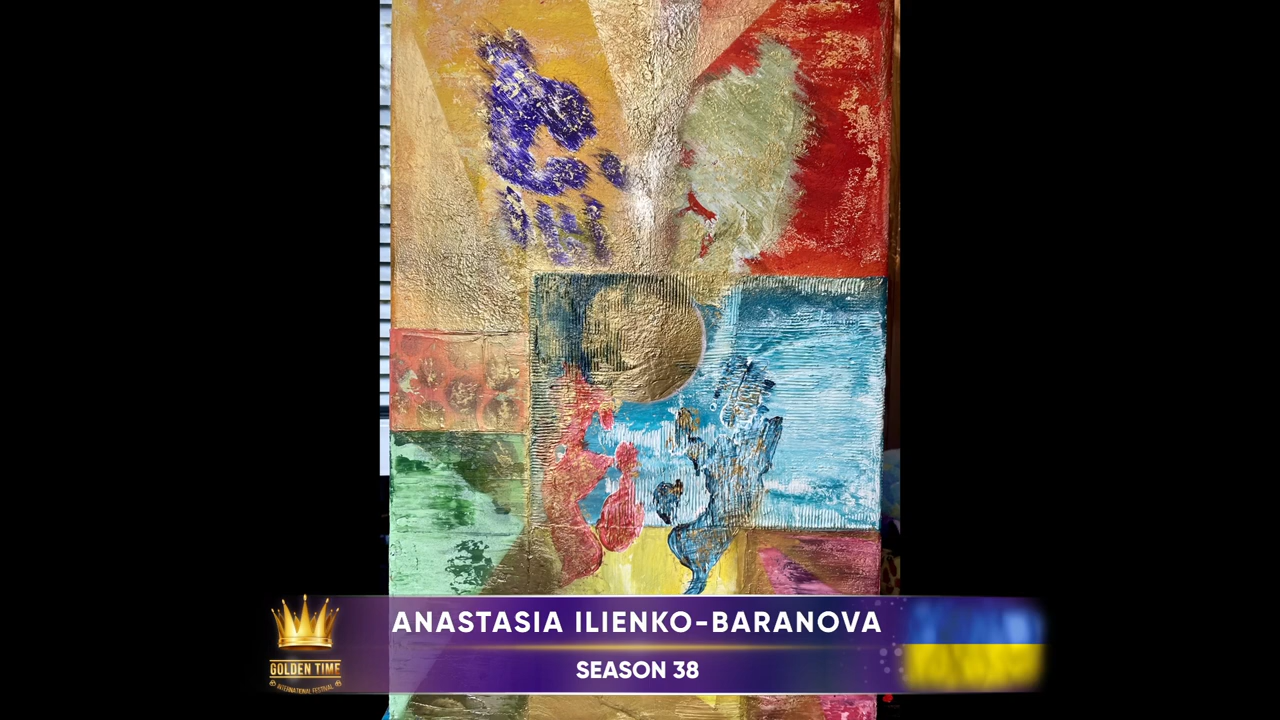 ANASTASIA ILIENKO-BARANOVA
SEASON 38
GOLDEN TIME
INTERNATIONAL FESTIVAL